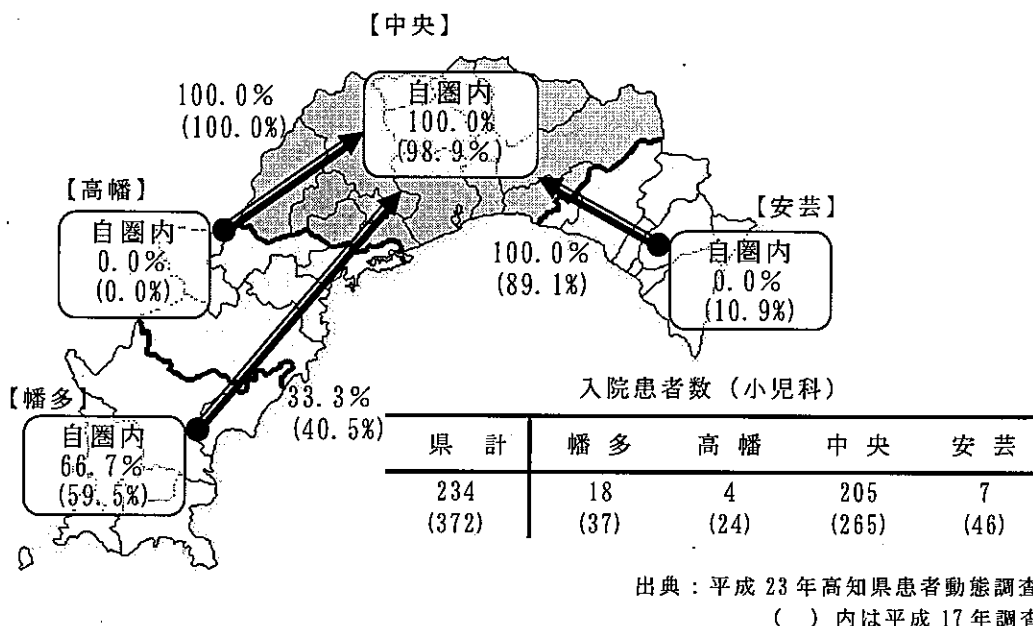 【中央】
自圏内
100.0%
(98.9%)
100.0%
(100.0%)
【高幡】
自圏内
0.0%
(0.0%)
【安芸】
自圏内
0.0%
(10.9%)
100.0%
(89.1%)
【幡多】
自圏内
66.7%
(59.5%)
33.3%
(40.5%)
入院患者数（小児科）
県計 幡多 高幡 中央 安芸
234 18 4 205 7
(372) (37) (24) (265) (46)
出典：平成23年高知県患者動態調査
（ ）内は平成17年調査